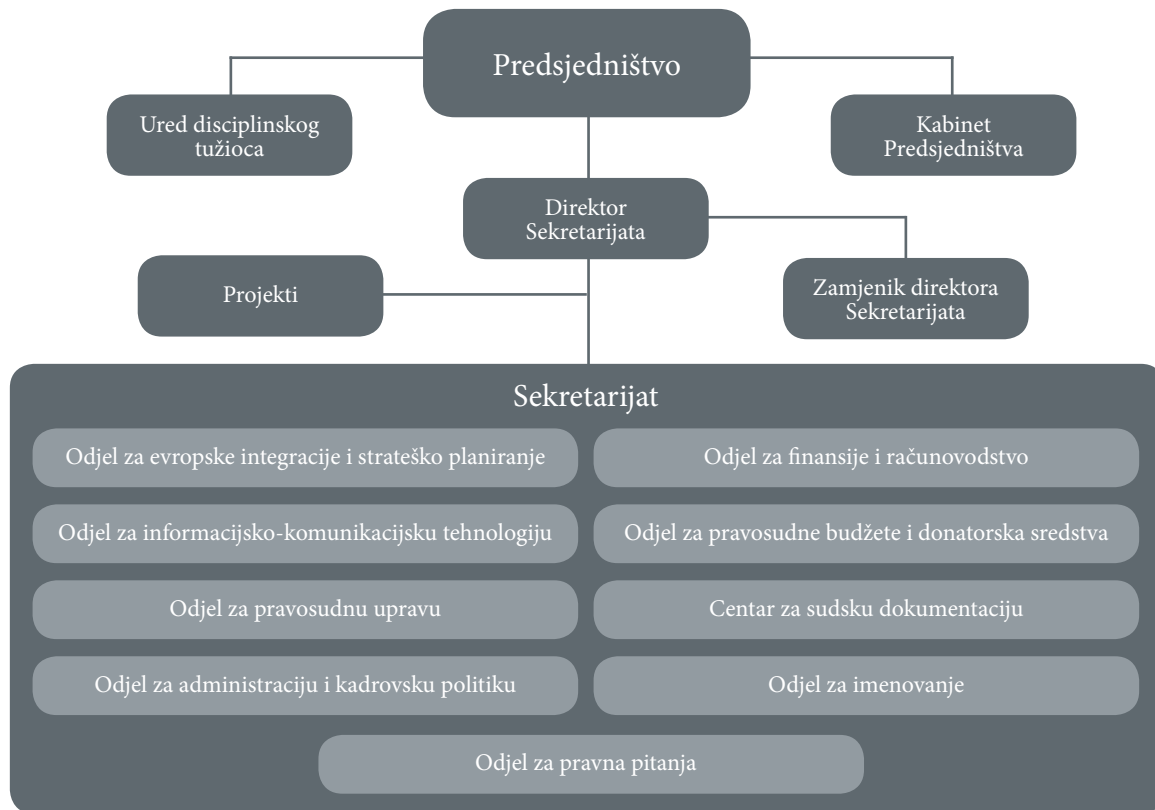 Predsjedništvo
Ured disciplinskog
tužioca
Kabinet
Predsjedništva
Direktor
Sekretarijata
Projekti
Zamjenik direktora
Sekretarijata
Sekretarijat
Odjel za evropske integracije i strateško planiranje
Odjel za finansije i računovodstvo
Odjel za informacijsko-komunikacijsku tehnologiju
Odjel za pravosudne budžete i donatorska sredstva
Odjel za pravosudnu upravu
Centar za sudsku dokumentaciju
Odjel za administraciju i kadrovsku politiku
Odjel za imenovanje
Odjel za pravna pitanja